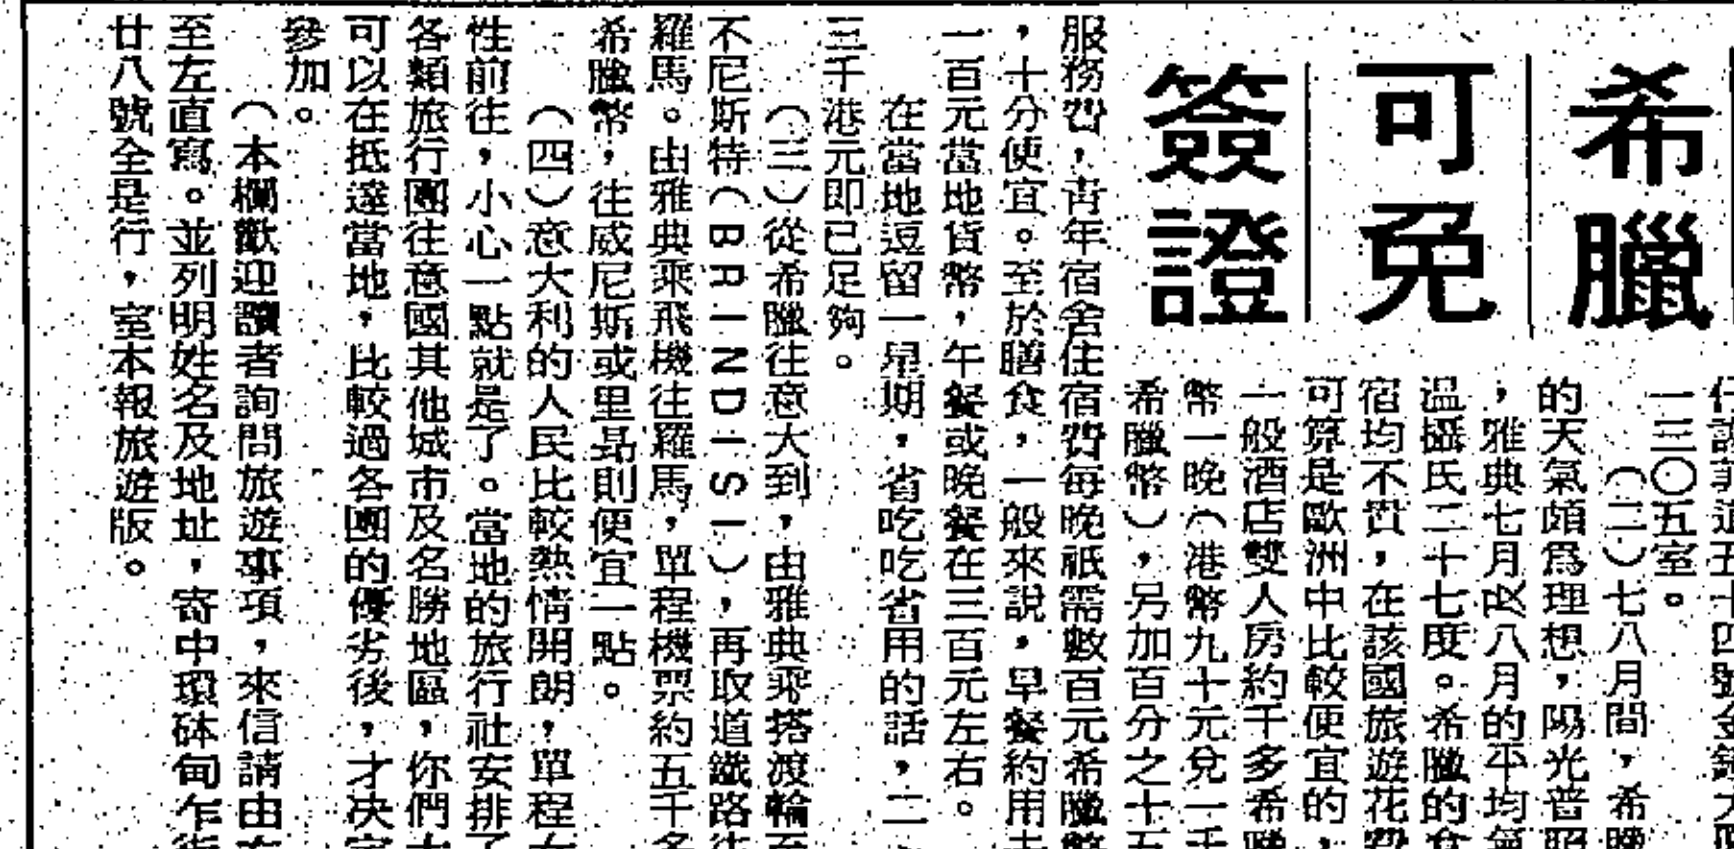 希臘
可免
簽證
一三〇五室。
（二）七八月間，希臘
的天氣頗為理想，陽光普照
，雅典七月或八月的平均氣
溫攝氏二十七度。希臘的食
宿均不貴，在該國旅遊花費
可算是歐洲中比較便宜的，
一般酒店雙人房約千多希臘
幣一晚（港幣九十元兌一千
希臘幣），另加百分之十五
服務費，青年宿舍住宿費每晚祇需數百元希臘幣
，十分便宜。至於膳食，一般來說，早餐約用去
一百元當地貨幣，午餐或晚餐在三百元左右。
在當地逗留一星期，省吃吃省用的話，二
三千港元即已足夠。
（三）從希臘往意大到，由雅典乘搭渡輪至
不尼斯特（BRINDISI），再取道鐵路往
羅馬。由雅典乘飛機往羅馬，單程機票約五千多
希臘幣，往威尼斯或里昻則便宜一點。
（四）意大利的人民比較熱情開朗，單程女
性前往，小心一點就是了。當地的旅行社安排了
各類旅行團往意國其他城市及名勝地區，你們大
可以在抵達當地，比較過各團的優劣後，才決定
參加。
（本欄歡迎讀者詢問旅遊事項，來信請由右
至左直寫。並列明姓名及地址，寄中環砵甸乍街
廿八號全是行，室本報旅遊版。